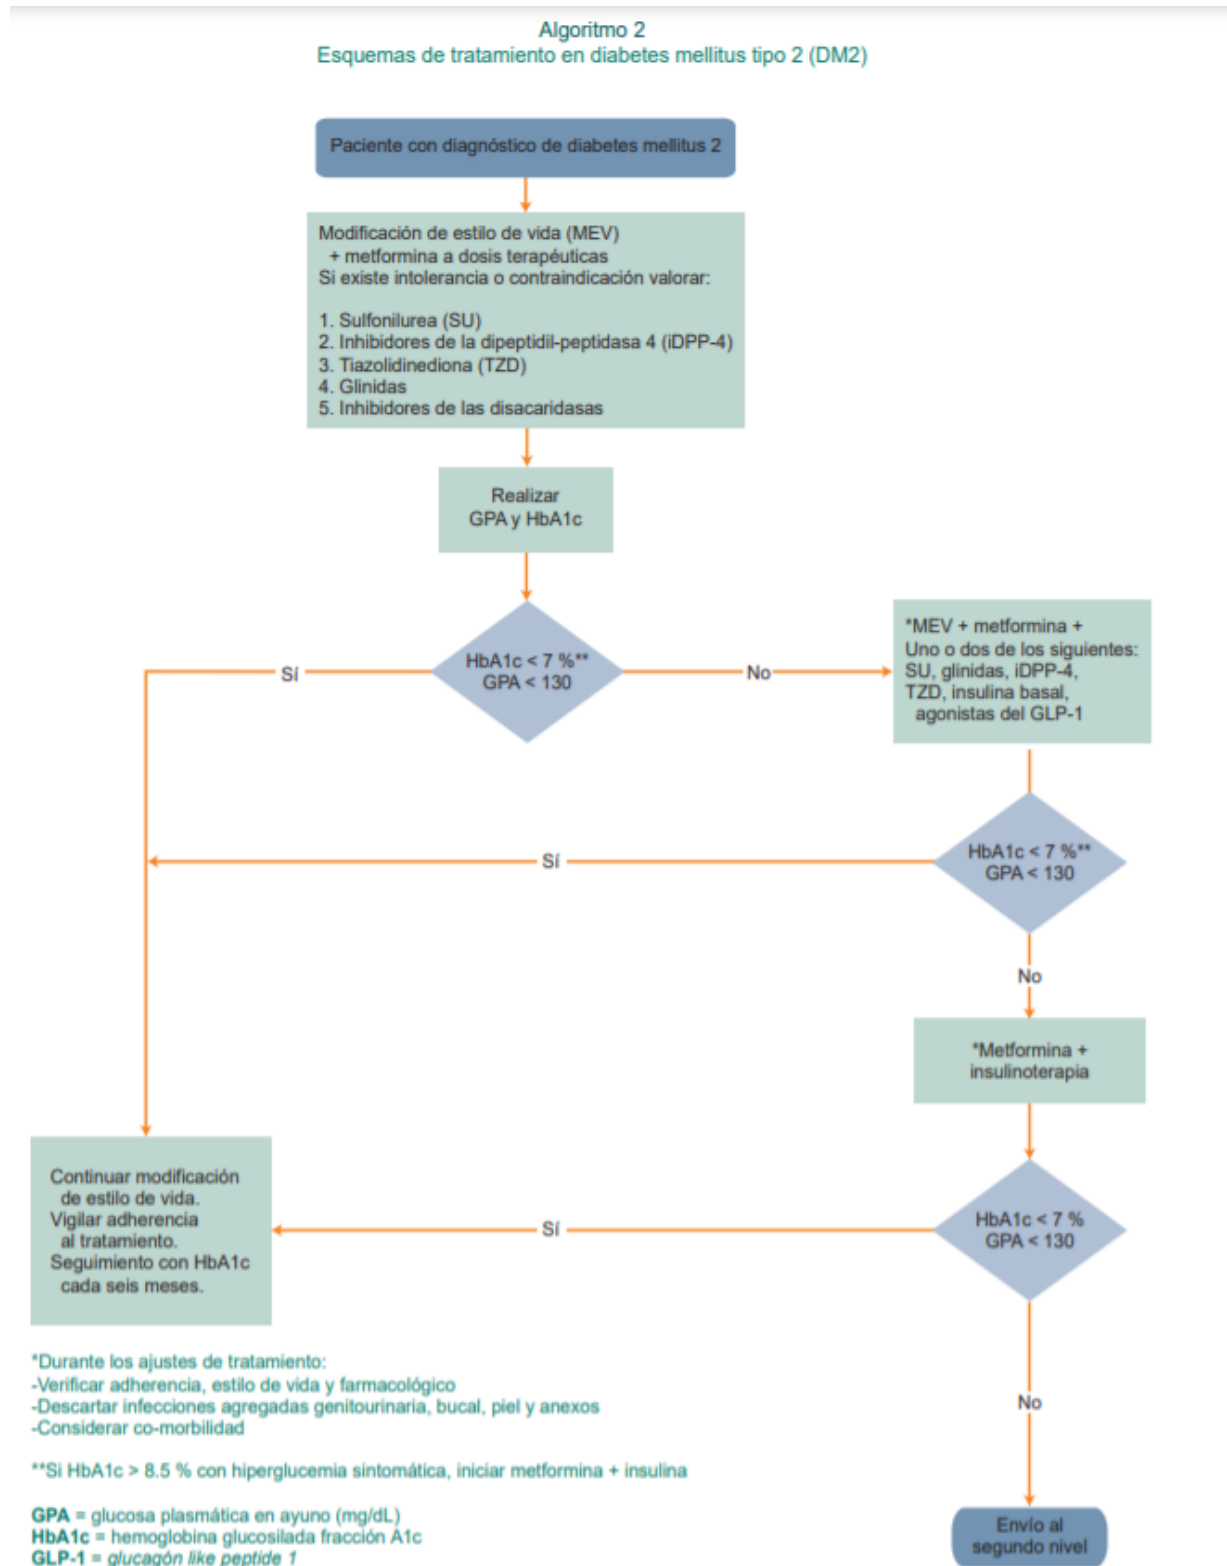 Algoritmo 2
Esquemas de tratamiento en diabetes mellitus tipo 2 (DM2)
Paciente con diagnóstico de diabetes mellitus 2
Modificación de estilo de vida (MEV)
+ metformina a dosis terapéuticas
Si existe intolerancia o contraindicación valorar:
1. Sulfonilurea (SU)
2. Inhibidores de la dipeptidil-peptidasa 4 (iDPP-4)
3. Tiazolidinediona (TZD)
4. Glinidas
5. Inhibidores de las disacaridasas
Realizar
GPA y HbA1c
HbA1c < 7 %**
GPA < 130
Sí
No
*MEV + metformina +
Uno o dos de los siguientes:
SU, glinidas, iDPP-4,
TZD, insulina basal,
agonistas del GLP-1
HbA1c < 7 %**
GPA < 130
Sí
No
*Metformina +
insulinoterapia
HbA1c < 7 %
GPA < 130
Sí
Continuar modificación
de estilo de vida.
Vigilar adherencia
al tratamiento.
Seguimiento con HbA1c
cada seis meses.
No
Envío al
segundo nivel
*Durante los ajustes de tratamiento:
-Verificar adherencia, estilo de vida y farmacológico
-Descartar infecciones agregadas genitourinaria, bucal, piel y anexos
-Considerar co-morbilidad
**Si HbA1c > 8.5 % con hiperglucemia sintomática, iniciar metformina + insulina
GPA = glucosa plasmática en ayuno (mg/dL)
HbA1c = hemoglobina glucosilada fracción A1c
GLP-1 = glucagón like peptide 1